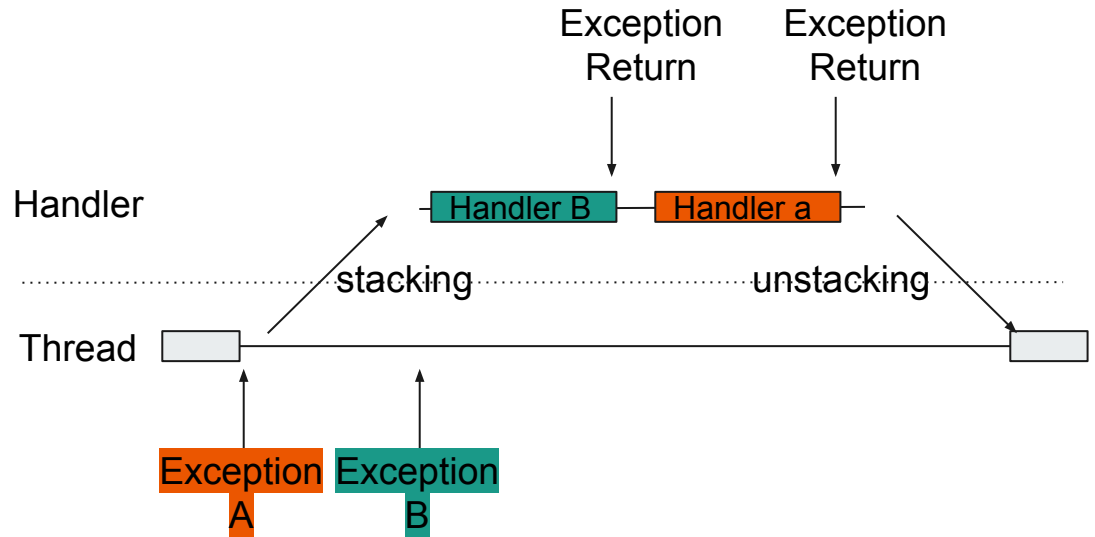 Exception
Return
Exception
Return
Handler
Handler B
Handler a
stacking
unstacking
Thread
Exception
A
Exception
B